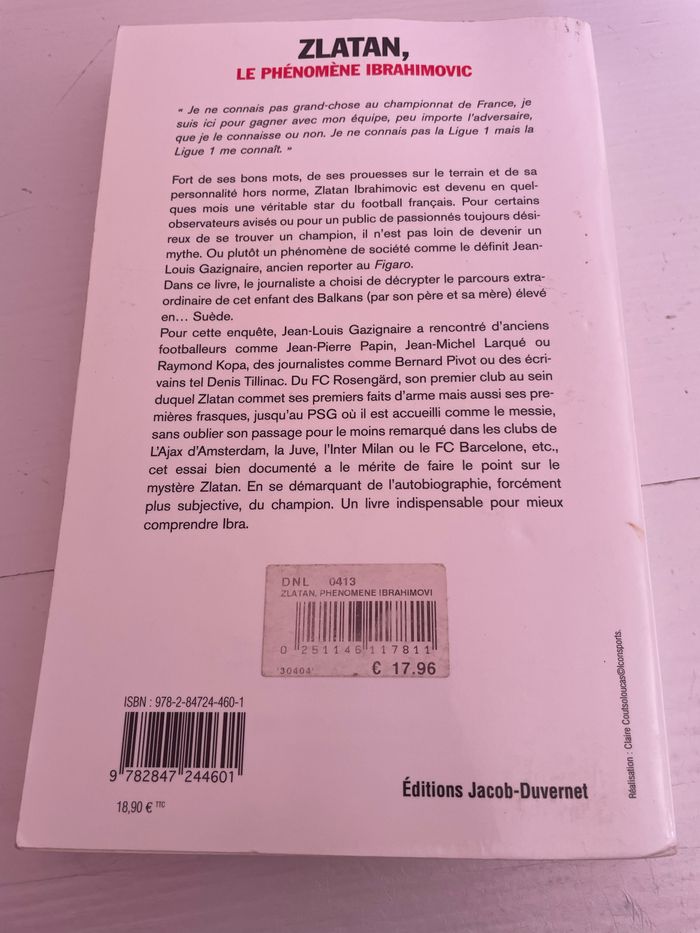 ZLATAN,
LE PHÉNOMÈNE IBRAHIMOVIC
« Je ne connais pas grand-chose au championnat de France, je
suis ici pour gagner avec mon équipe, peu importe l'adversaire,
que je le connaisse ou non. Je ne connais pas la Ligue 1 mais la
Ligue 1 me connaît. »
Fort de ses bons mots, de ses prouesses sur le terrain et de sa
personnalité hors norme, Zlatan Ibrahimovic est devenu en quel-
ques mois une véritable star du football français. Pour certains
observateurs avisés ou pour un public de passionnés toujours dési-
reux de se trouver un champion, il n'est pas loin de devenir un
mythe. Ou plutôt un phénomène de société comme le définit Jean-
Louis Gazignaire, ancien reporter au Figaro.
Dans ce livre, le journaliste a choisi de décrypter le parcours extra-
ordinaire de cet enfant des Balkans (par son père et sa mère) élevé
en... Suède.
Pour cette enquête, Jean-Louis Gazignaire a rencontré d'anciens
footballeurs comme Jean-Pierre Papin, Jean-Michel Larqué ou
Raymond Kopa, des journalistes comme Bernard Pivot ou des écri-
vains tel Denis Tillinac. Du FC Rosengärd, son premier club au sein
duquel Zlatan commet ses premiers faits d'arme mais aussi ses pre-
mières frasques, jusqu'au PSG où il est accueilli comme le messie,
sans oublier son passage pour le moins remarqué dans les clubs de
L'Ajax d'Amsterdam, la Juve, l'Inter Milan ou le FC Barcelone, etc.,
cet essai bien documenté a le mérite de faire le point sur le
mystère Zlatan. En se démarquant de l'autobiographie, forcément
plus subjective, du champion. Un livre indispensable pour mieux
comprendre Ibra.
DNL 0413
ZLATAN, PHENOMENE IBRAHIMOVI
0 251146 117811
'30404' € 17.96
ISBN : 978-2-84724-460-1
9 782847 244601
18,90 € TTC
Éditions Jacob-Duvernet
Réalisation : Claire Coutsoloucas©Iconsports.